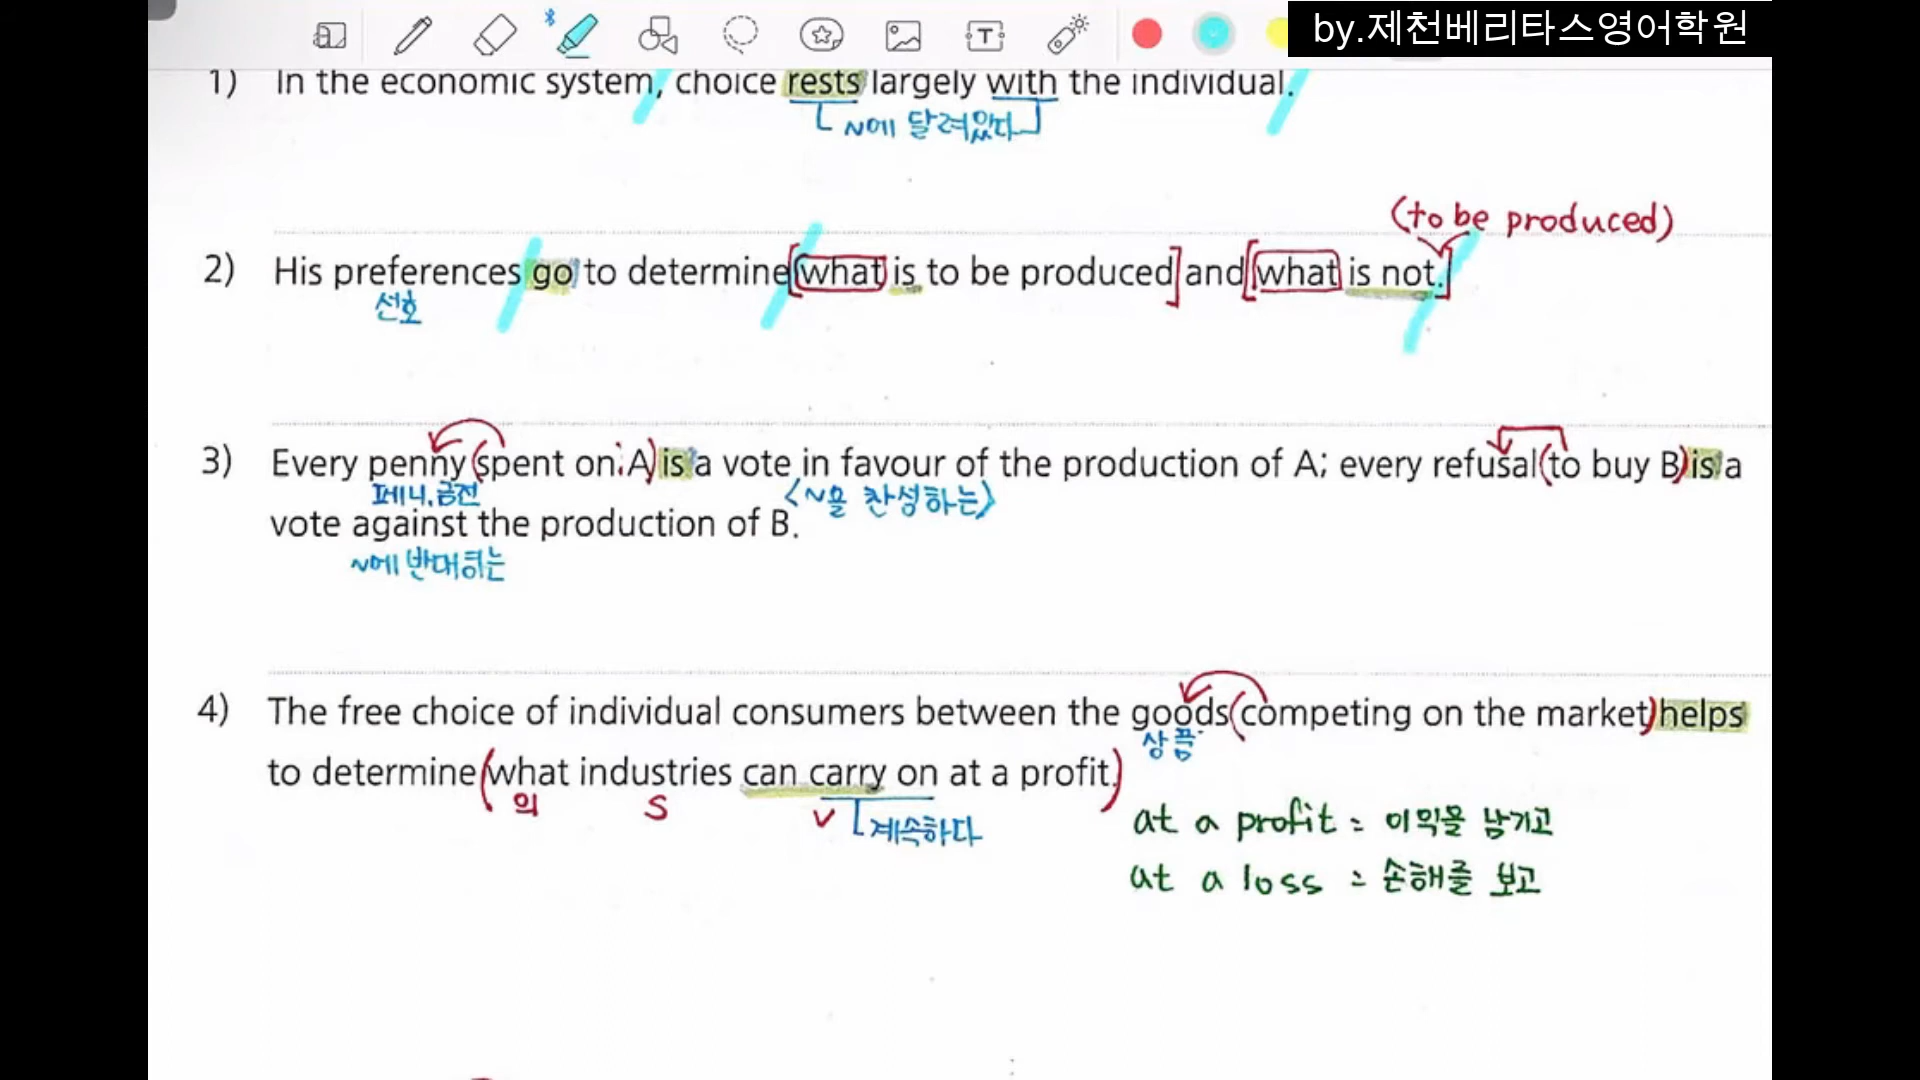 by.제천베리타스영어학원
1) In the economic system, choice rests largely with the individual.
~에 달려있다
(to be produced)
2) His preferences go to determine [what is to be produced] and [what is not.]
선호
3) Every penny (spent on A) is a vote in favour of the production of A; every refusal (to buy B) is a
페니, 금전 <~을 찬성하는>
vote against the production of B.
~에 반대하는
4) The free choice of individual consumers between the goods (competing on the market) helps
상품
to determine (what industries can carry on at a profit.)
의 S V 계속하다
at a profit = 이익을 남기고
at a loss = 손해를 보고